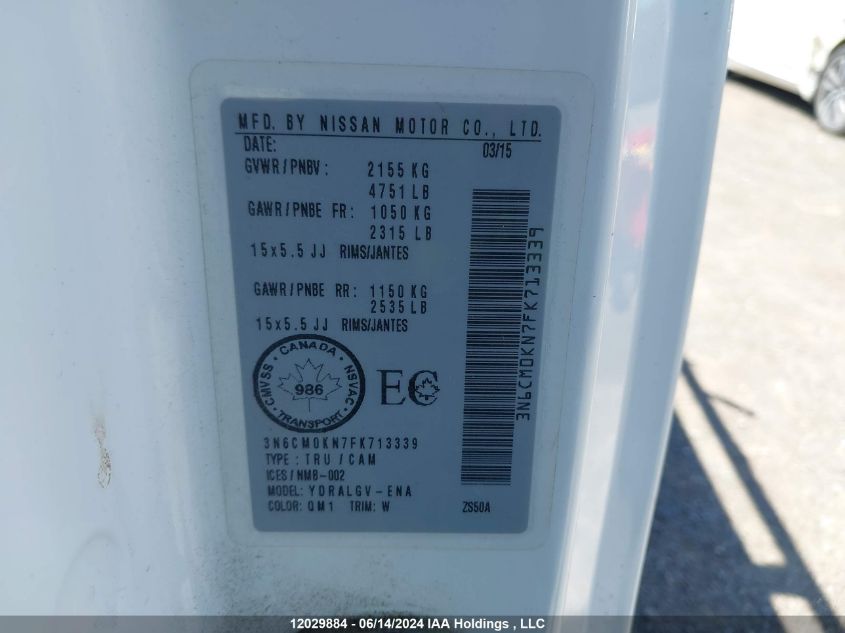 MFD. BY NISSAN MOTOR CO., LTD.
DATE: 03/15
GVWR/PNBV: 2155 KG
4751 LB
GAWR/PNBE FR: 1050 KG
2315 LB
15x5.5 JJ RIMS/JANTES
GAWR/PNBE RR: 1150 KG
2535 LB
15x5.5 JJ RIMS/JANTES
CANADA
CMVSS
NSVAC
986
TRANSPORT
EC
3N6CM0KN7FK713339
TYPE: TRU/CAM
ICES/NMB-002
MODEL: YDRALGV-ENA
COLOR: QM1 TRIM: W ZS50A
3N6CM0KN7FK713339
12029884 - 06/14/2024 IAA Holdings , LLC